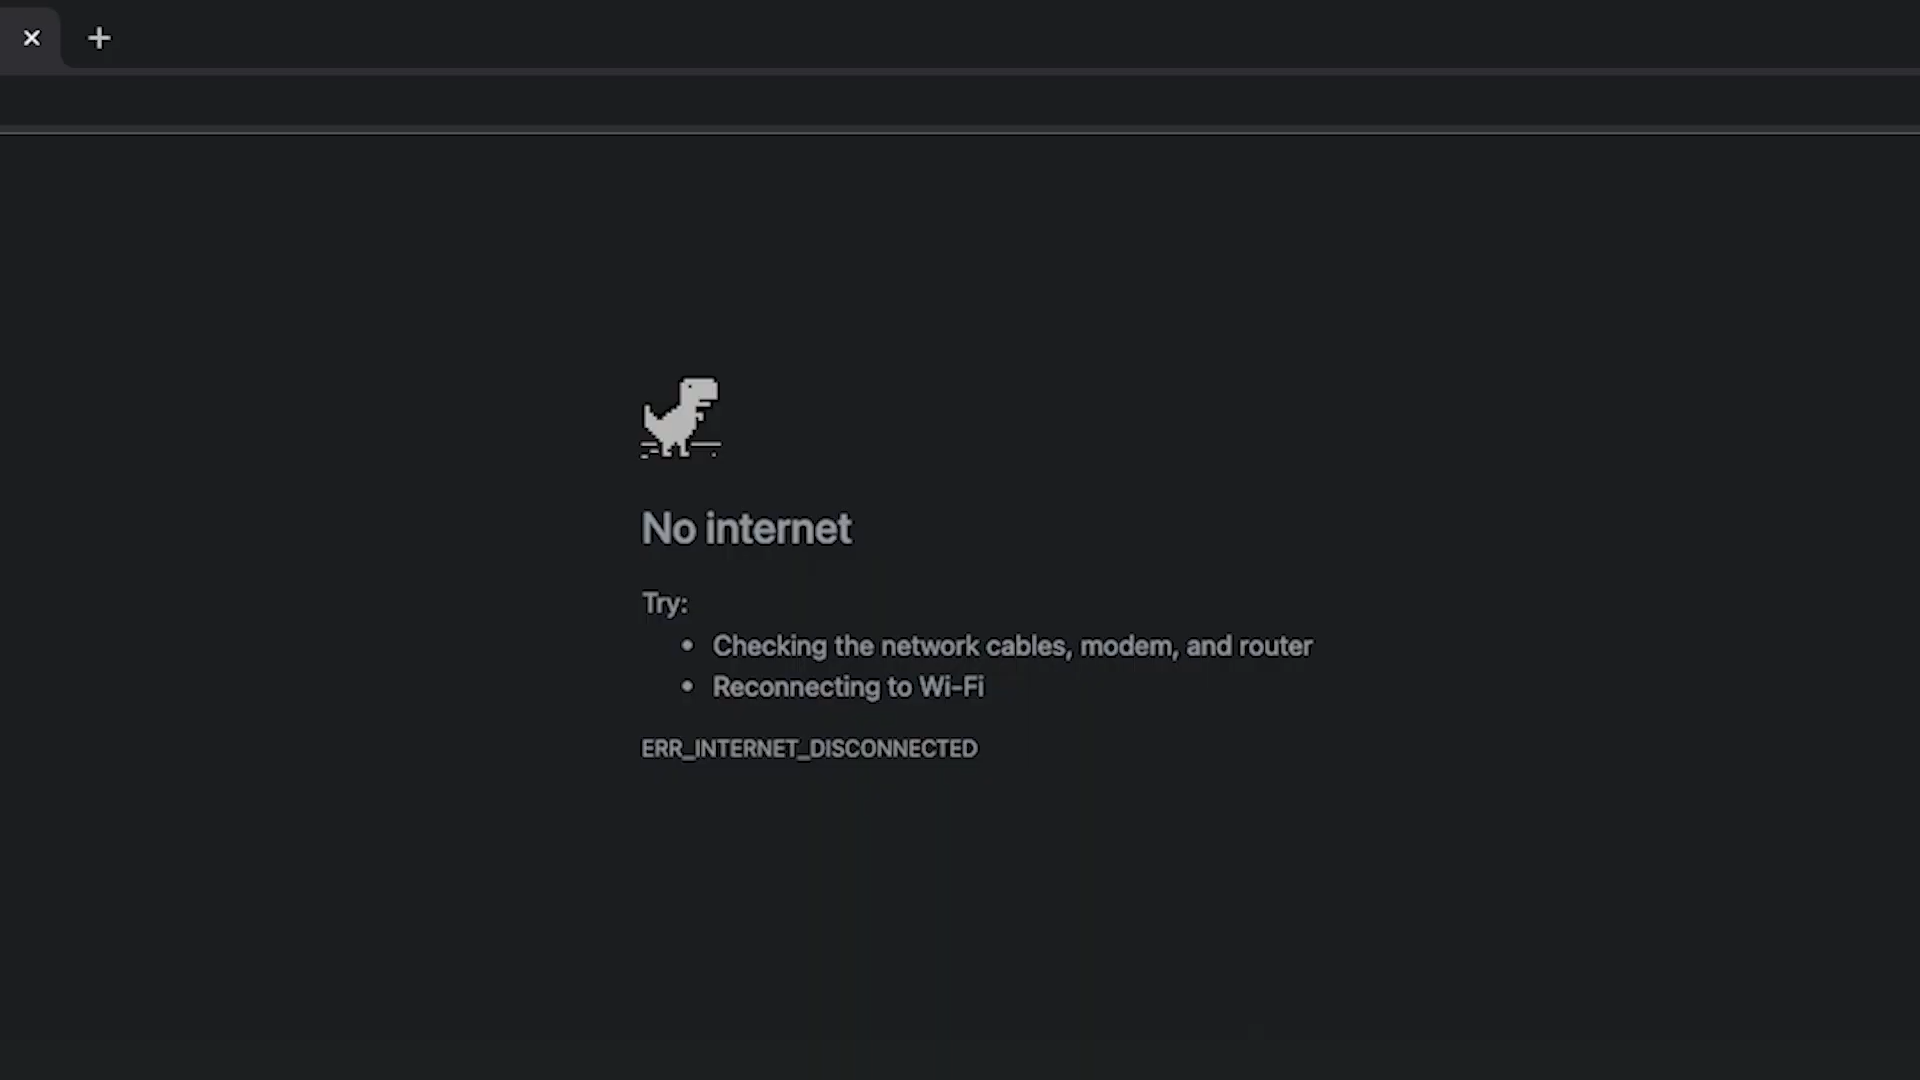 No internet
Try:
• Checking the network cables, modem, and router
• Reconnecting to Wi-Fi
ERR_INTERNET_DISCONNECTED